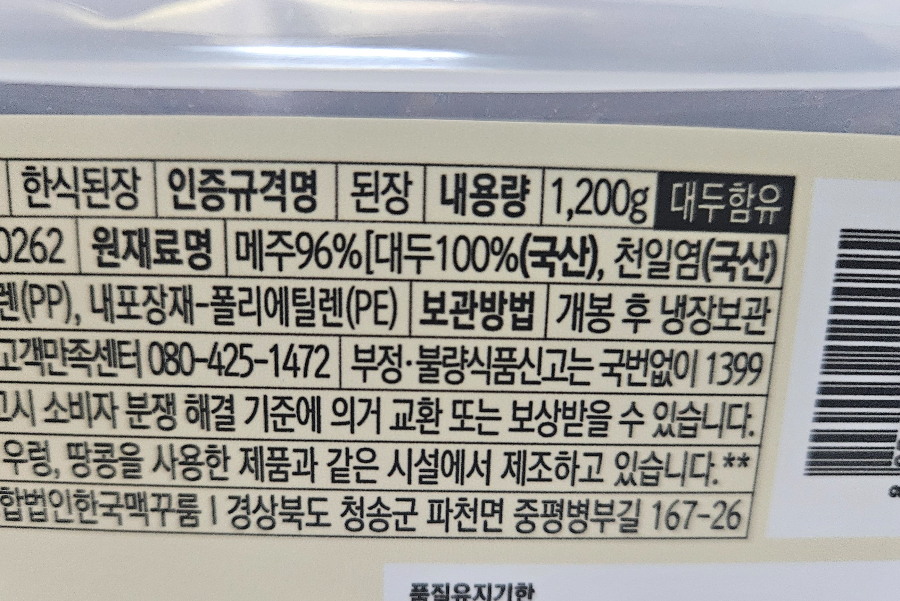 한식된장 인증규격명 된장 내용량 1,200g 대두함유
0262 원재료명 메주96%[대두100%(국산), 천일염(국산)
렌(PP), 내포장재-폴리에틸렌(PE) 보관방법 개봉 후 냉장보관
고객만족센터 080-425-1472 부정·불량식품신고는 국번없이 1399
고시 소비자 분쟁 해결 기준에 의거 교환 또는 보상받을 수 있습니다.
우렁, 땅콩을 사용한 제품과 같은 시설에서 제조하고 있습니다.**
합법인한국맥꾸룸 | 경상북도 청송군 파천면 중평병부길 167-26
품질유지기한